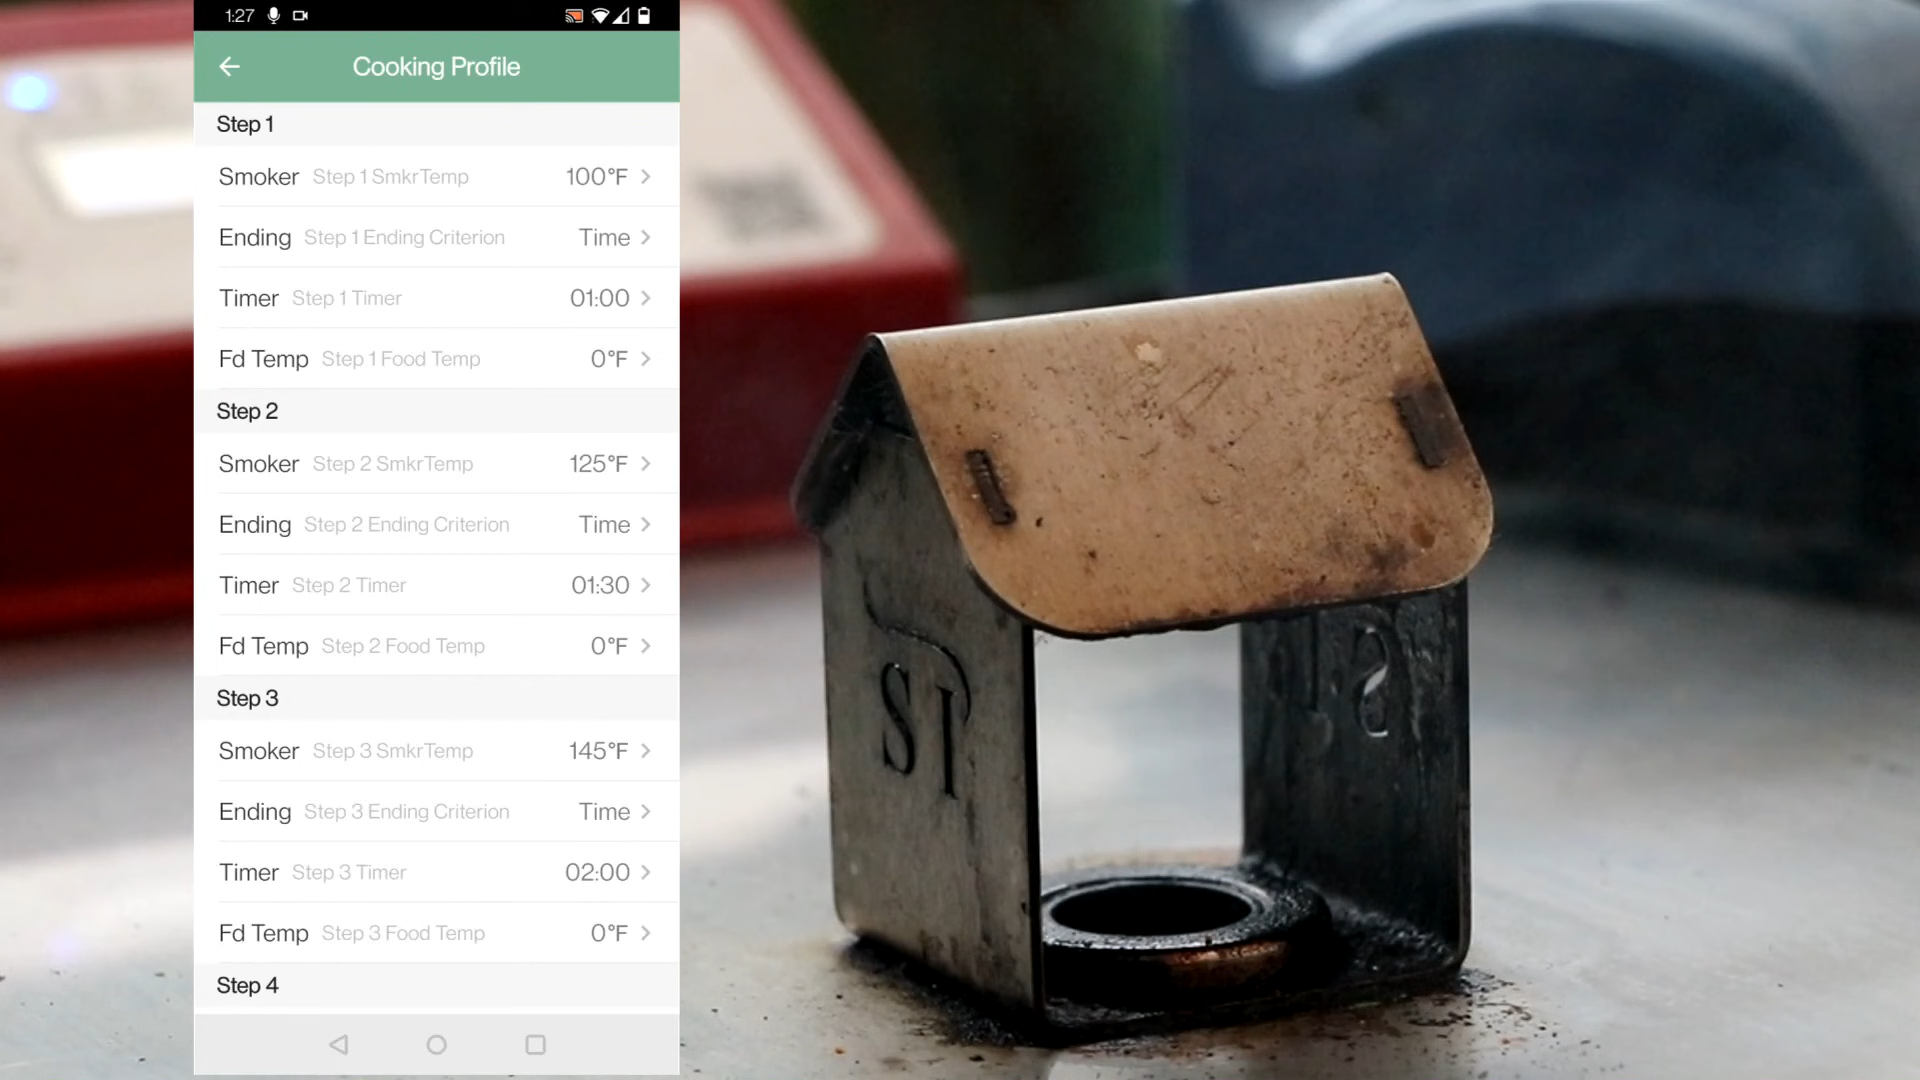 1:27
Cooking Profile
Step 1
Smoker Step 1 SmkrTemp 100°F
Ending Step 1 Ending Criterion Time
Timer Step 1 Timer 01:00
Fd Temp Step 1 Food Temp 0°F
Step 2
Smoker Step 2 SmkrTemp 125°F
Ending Step 2 Ending Criterion Time
Timer Step 2 Timer 01:30
Fd Temp Step 2 Food Temp 0°F
Step 3
Smoker Step 3 SmkrTemp 145°F
Ending Step 3 Ending Criterion Time
Timer Step 3 Timer 02:00
Fd Temp Step 3 Food Temp 0°F
Step 4
SI